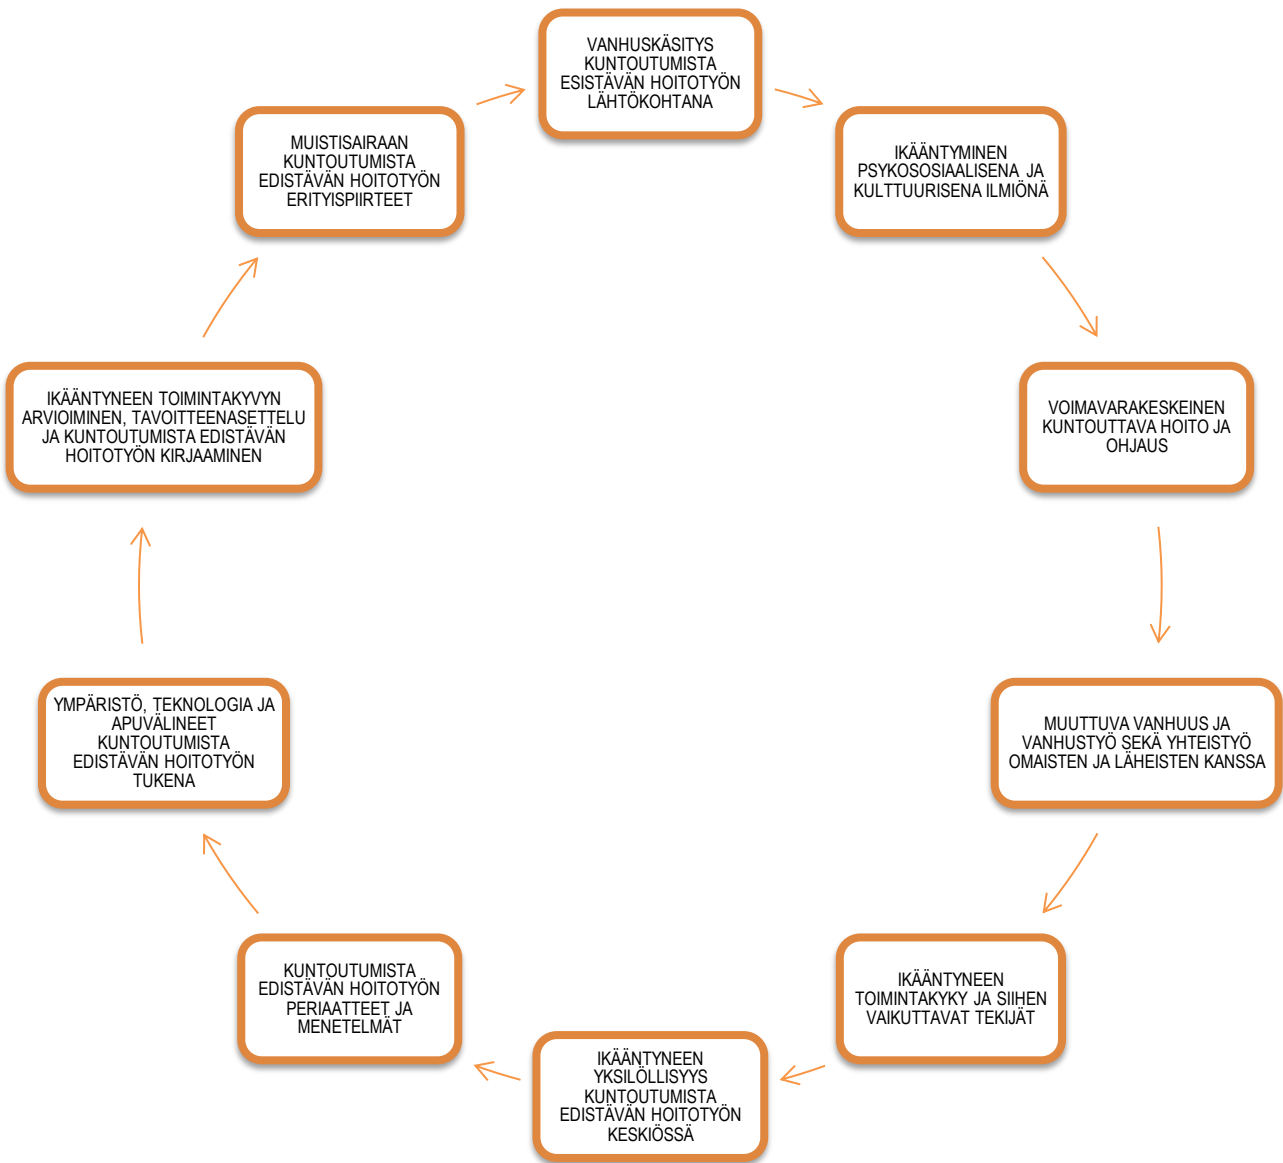 VANHUSKÄSITYS
KUNTOUTUMISTA
ESISTÄVÄN HOITOTYÖN
LÄHTÖKOHTANA
IKÄÄNTYMINEN
PSYKOSOSIAALISENA JA
KULTTUURISENA ILMIÖNÄ
VOIMAVARAKESKEINEN
KUNTOUTTAVA HOITO JA
OHJAUS
MUUTTUVA VANHUUS JA
VANHUSTYÖ SEKÄ YHTEISTYÖ
OMAISTEN JA LÄHEISTEN KANSSA
IKÄÄNTYNEEN
TOIMINTAKYKY JA SIIHEN
VAIKUTTAVAT TEKIJÄT
IKÄÄNTYNEEN
YKSILÖLLISYYS
KUNTOUTUMISTA
EDISTÄVÄN HOITOTYÖN
KESKIÖSSÄ
KUNTOUTUMISTA
EDISTÄVÄN HOITOTYÖN
PERIAATTEET JA
MENETELMÄT
YMPÄRISTÖ, TEKNOLOGIA JA
APUVÄLINEET
KUNTOUTUMISTA
EDISTÄVÄN HOITOTYÖN
TUKENA
IKÄÄNTYNEEN TOIMINTAKYVYN
ARVIOIMINEN, TAVOITTEENASETTELU
JA KUNTOUTUMISTA EDISTÄVÄN
HOITOTYÖN KIRJAAMINEN
MUISTISAIRAAN
KUNTOUTUMISTA
EDISTÄVÄN HOITOTYÖN
ERITYISPIIRTEET